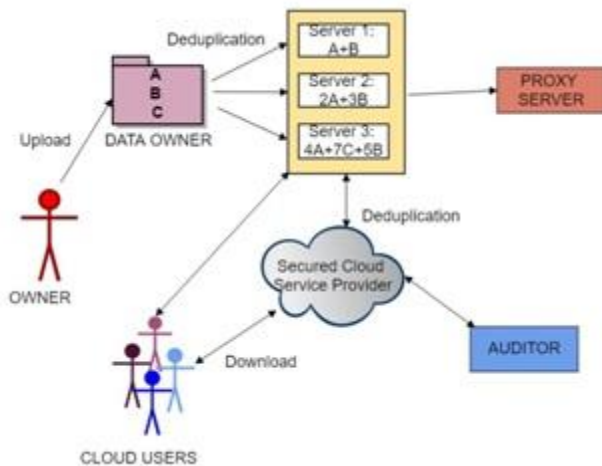 Deduplication
Server 1:
A+B
Server 2:
2A+3B
Server 3:
4A+7C+5B
PROXY
SERVER
A
B
C
DATA OWNER
Upload
OWNER
Deduplication
Secured Cloud
Service Provider
AUDITOR
Download
CLOUD USERS